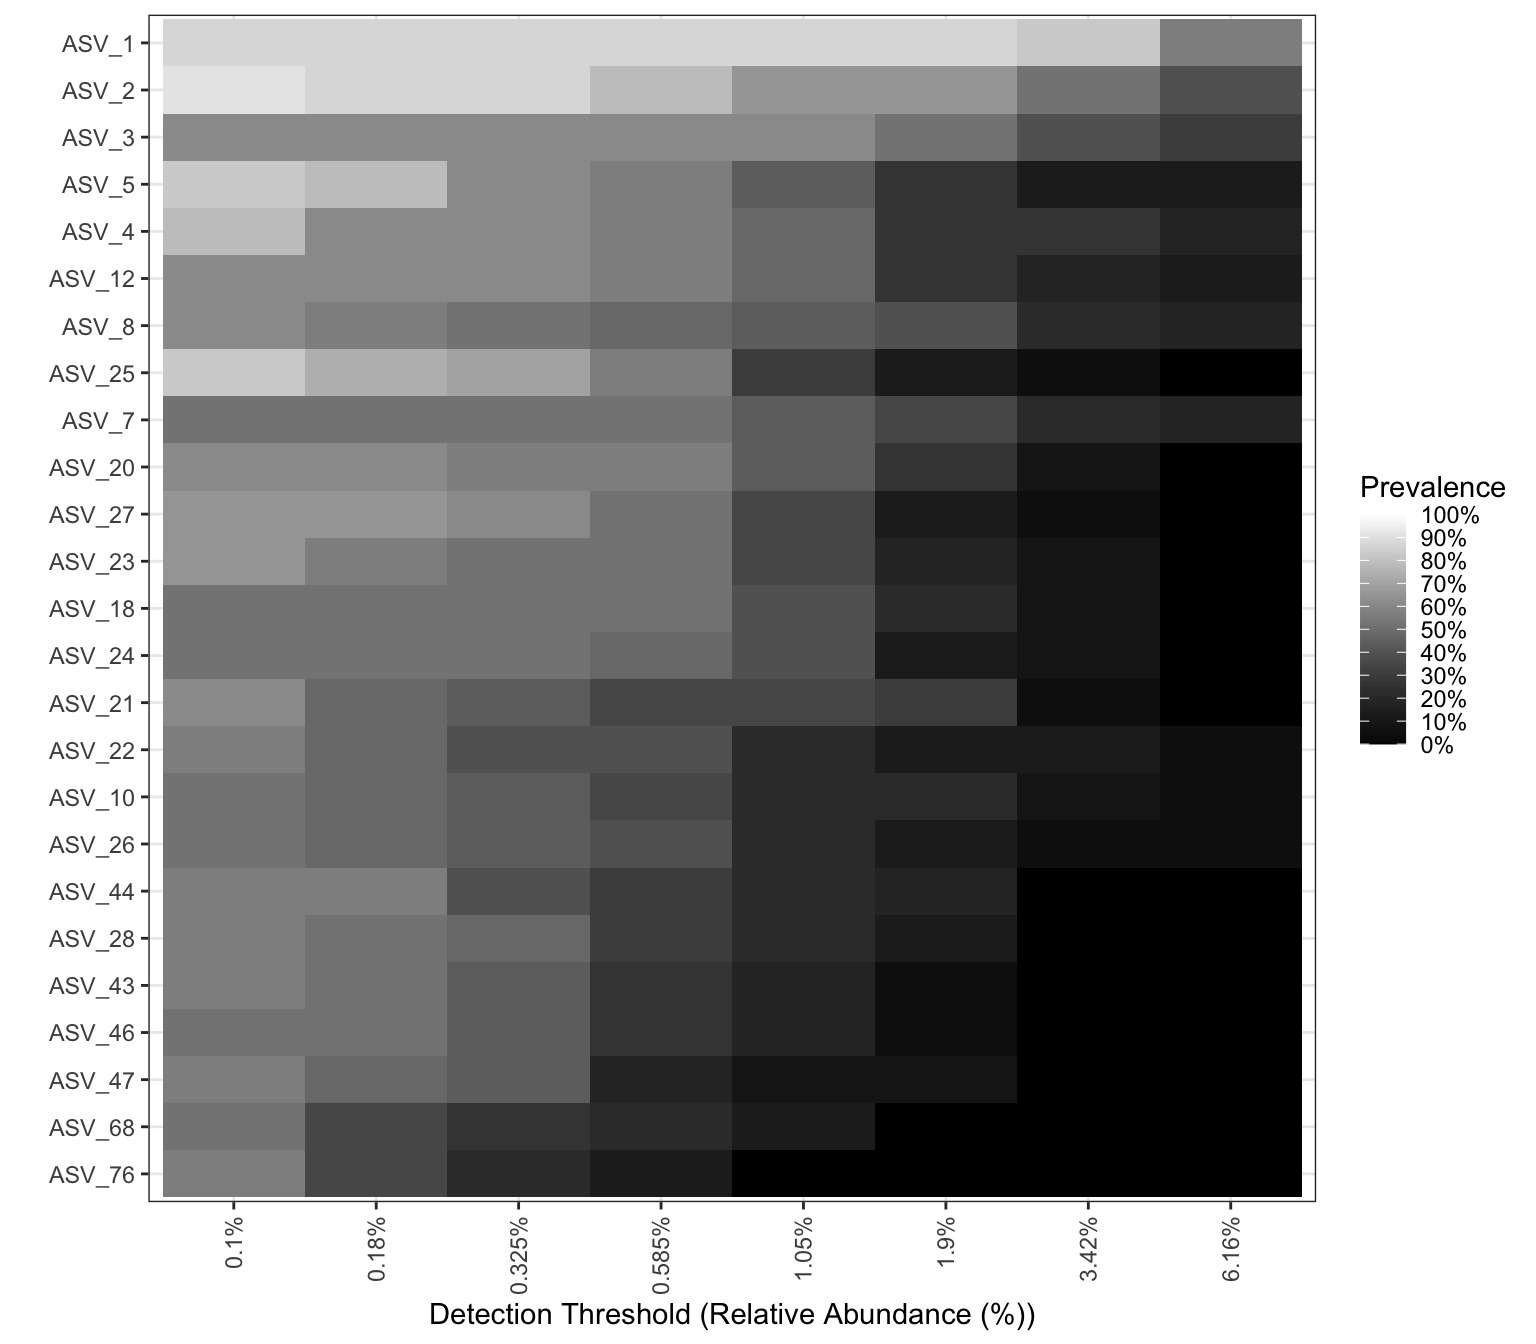 ASV_1
ASV_2
ASV_3
ASV_5
ASV_4
ASV_12
ASV_8
ASV_25
ASV_7
ASV_20
ASV_27
ASV_23
ASV_18
ASV_24
ASV_21
ASV_22
ASV_10
ASV_26
ASV_44
ASV_28
ASV_43
ASV_46
ASV_47
ASV_68
ASV_76
0.1%
0.18%
0.325%
0.585%
1.05%
1.9%
3.42%
6.16%
Detection Threshold (Relative Abundance (%))
Prevalence
100%
90%
80%
70%
60%
50%
40%
30%
20%
10%
0%